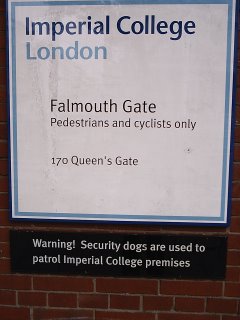 Imperial College
London
Falmouth Gate
Pedestrians and cyclists only
170 Queen's Gate
Warning! Security dogs are used to
patrol Imperial College premises